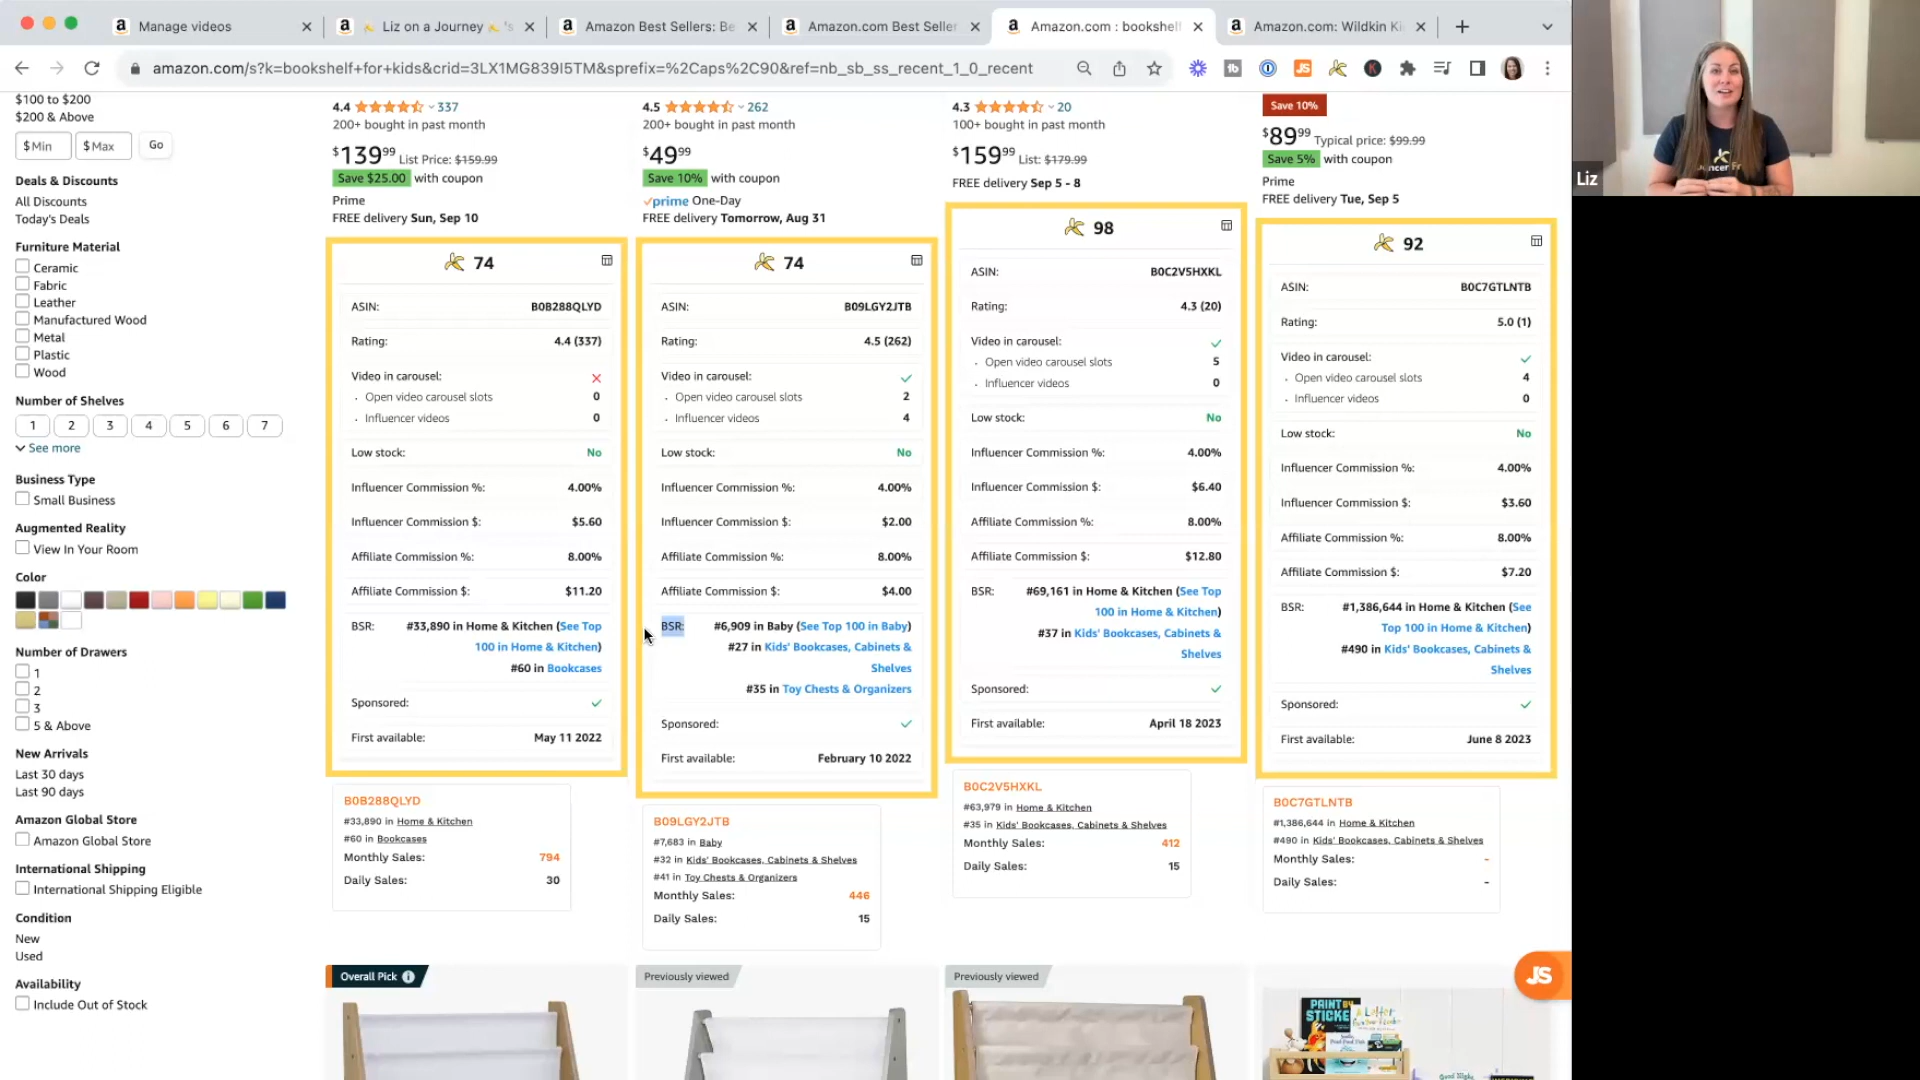 Manage videos
Liz on a Journey 's
Amazon Best Sellers: Be
Amazon.com Best Seller
Amazon.com : bookshel
Amazon.com: Wildkin Ki
amazon.com/s?k=bookshelf+for+kids&crid=3LX1MG839I5TM&sprefix=%2Caps%2C90&ref=nb_sb_ss_recent_1_0_recent
$100 to $200
$200 & Above
$ Min
$ Max
Go
Deals & Discounts
All Discounts
Today's Deals
Furniture Material
Ceramic
Fabric
Leather
Manufactured Wood
Metal
Plastic
Wood
Number of Shelves
1 2 3 4 5 6 7
See more
Business Type
Small Business
Augmented Reality
View In Your Room
Color
Number of Drawers
1
2
3
5 & Above
New Arrivals
Last 30 days
Last 90 days
Amazon Global Store
Amazon Global Store
International Shipping
International Shipping Eligible
Condition
New
Used
Availability
Include Out of Stock
4.4 337
200+ bought in past month
$139.99 List Price: $159.99
Save $25.00 with coupon
Prime
FREE delivery Sun, Sep 10
74
ASIN: B0B288QLYD
Rating: 4.4 (337)
Video in carousel:
· Open video carousel slots 0
· Influencer videos 0
Low stock: No
Influencer Commission %: 4.00%
Influencer Commission $: $5.60
Affiliate Commission %: 8.00%
Affiliate Commission $: $11.20
BSR: #33,890 in Home & Kitchen (See Top
100 in Home & Kitchen)
#60 in Bookcases
Sponsored:
First available: May 11 2022
B0B288QLYD
#33,890 in Home & Kitchen
#60 in Bookcases
Monthly Sales: 794
Daily Sales: 30
Overall Pick
4.5 262
200+ bought in past month
$49.99
Save 10% with coupon
prime One-Day
FREE delivery Tomorrow, Aug 31
74
ASIN: B09LGY2JTB
Rating: 4.5 (262)
Video in carousel:
· Open video carousel slots 2
· Influencer videos 4
Low stock: No
Influencer Commission %: 4.00%
Influencer Commission $: $2.00
Affiliate Commission %: 8.00%
Affiliate Commission $: $4.00
BSR: #6,909 in Baby (See Top 100 in Baby)
#27 in Kids' Bookcases, Cabinets &
Shelves
#35 in Toy Chests & Organizers
Sponsored:
First available: February 10 2022
B09LGY2JTB
#7,683 in Baby
#32 in Kids' Bookcases, Cabinets & Shelves
#41 in Toy Chests & Organizers
Monthly Sales: 446
Daily Sales: 15
Previously viewed
4.3 20
100+ bought in past month
$159.99 List: $179.99
FREE delivery Sep 5 - 8
98
ASIN: B0C2V5HXKL
Rating: 4.3 (20)
Video in carousel:
· Open video carousel slots 5
· Influencer videos 0
Low stock: No
Influencer Commission %: 4.00%
Influencer Commission $: $6.40
Affiliate Commission %: 8.00%
Affiliate Commission $: $12.80
BSR: #69,161 in Home & Kitchen (See Top
100 in Home & Kitchen)
#37 in Kids' Bookcases, Cabinets &
Shelves
Sponsored:
First available: April 18 2023
B0C2V5HXKL
#63,979 in Home & Kitchen
#35 in Kids' Bookcases, Cabinets & Shelves
Monthly Sales: 412
Daily Sales: 15
Previously viewed
Save 10%
$89.99 Typical price: $99.99
Save 5% with coupon
Prime
FREE delivery Tue, Sep 5
92
ASIN: B0C7GTLNTB
Rating: 5.0 (1)
Video in carousel:
· Open video carousel slots 4
· Influencer videos 0
Low stock: No
Influencer Commission %: 4.00%
Influencer Commission $: $3.60
Affiliate Commission %: 8.00%
Affiliate Commission $: $7.20
BSR: #1,386,644 in Home & Kitchen (See
Top 100 in Home & Kitchen)
#490 in Kids' Bookcases, Cabinets &
Shelves
Sponsored:
First available: June 8 2023
B0C7GTLNTB
#1,386,644 in Home & Kitchen
#490 in Kids' Bookcases, Cabinets & Shelves
Monthly Sales: -
Daily Sales: -
JS
PAINT BY
STICKE
Liz